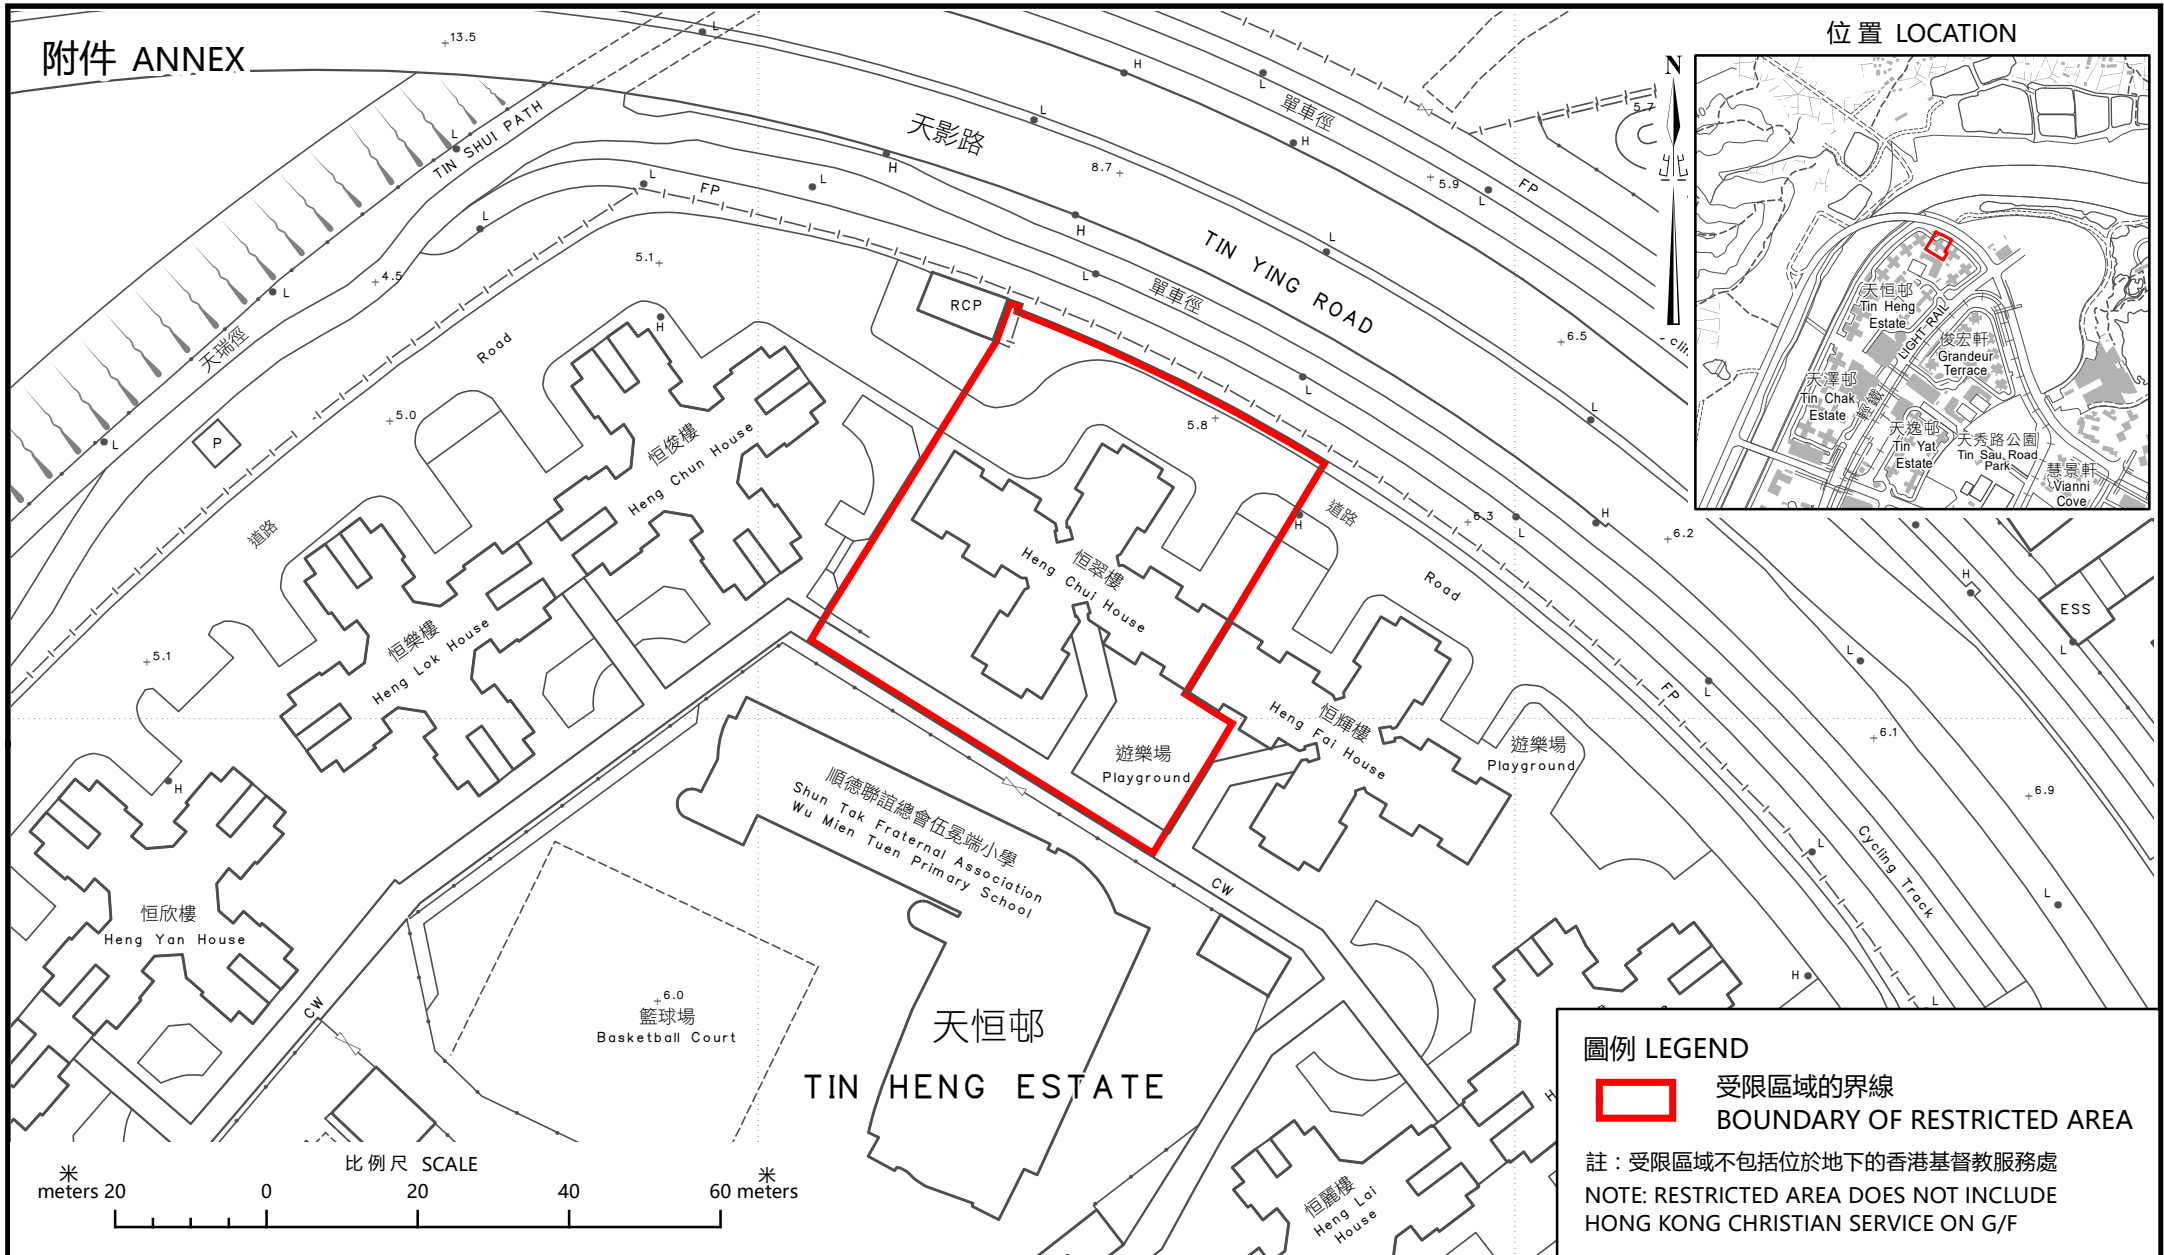 附件 ANNEX
位置 LOCATION
N
13.5
L
TIN SHUI PATH
L
天影路
H
L
單車徑
H
L
5.7
8.7
5.9
L
FP
L
FP
L
H
L
4.5
L
天瑞徑
5.1
H
L
單車徑
TIN YING ROAD
L
6.5
L
L
RCP
Road
H
5.0
P
L
道路
恒俊樓
Heng Chun House
5.8
道路
H
6.3
L
H
6.2
恒翠樓
Heng Chui House
Road
恒樂樓
Heng Lok House
5.1
H
ESS
L
L
FP
L
恒輝樓
Heng Fai House
遊樂場
Playground
遊樂場
Playground
6.1
6.9
H
順德聯誼總會伍冕端小學
Shun Tak Fraternal Association
Wu Mien Tuen Primary School
L
Cycling Track
L
CW
恒欣樓
Heng Yan House
H
L
CW
6.0
籃球場
Basketball Court
天恒邨
TIN HENG ESTATE
恒麗樓
Heng Lai
House
天恒邨
Tin Heng
Estate
LIGHT RAIL
輕鐵
俊宏軒
Grandeur
Terrace
天澤邨
Tin Chak
Estate
天逸邨
Tin Yat
Estate
天秀路公園
Tin Sau Road
Park
慧景軒
Vianni
Cove
圖例 LEGEND
受限區域的界線
BOUNDARY OF RESTRICTED AREA
註：受限區域不包括位於地下的香港基督教服務處
NOTE: RESTRICTED AREA DOES NOT INCLUDE
HONG KONG CHRISTIAN SERVICE ON G/F
比例尺 SCALE
米 米
meters 20 0 20 40 60 meters